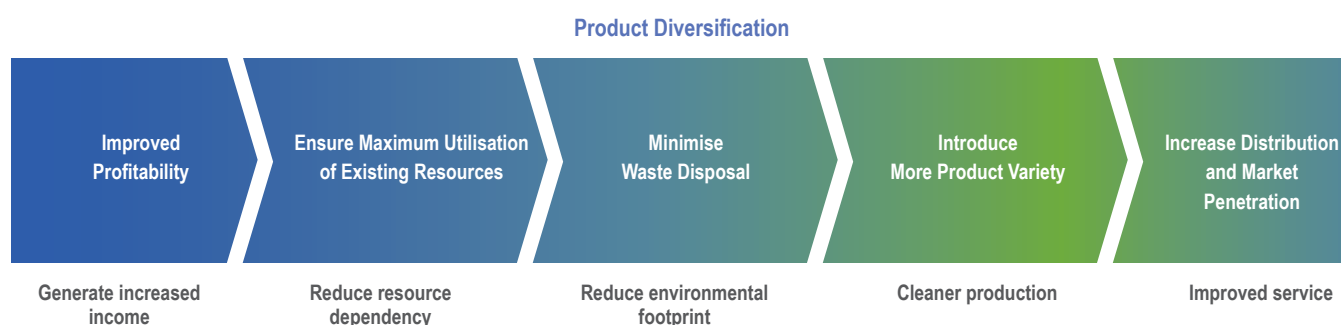 Product Diversification
Improved
Profitability
Ensure Maximum Utilisation
of Existing Resources
Minimise
Waste Disposal
Introduce
More Product Variety
Increase Distribution
and Market
Penetration
Generate increased
income
Reduce resource
dependency
Reduce environmental
footprint
Cleaner production
Improved service